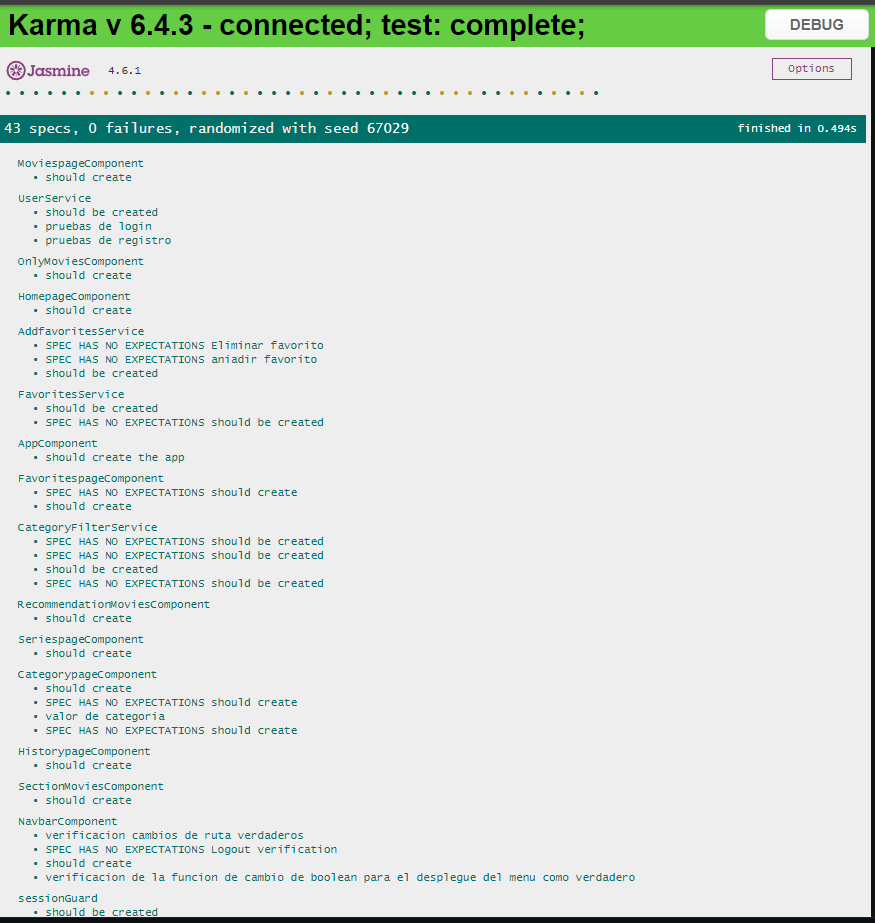 Karma v 6.4.3 - connected; test: complete;
DEBUG
Jasmine 4.6.1
Options
43 specs, 0 failures, randomized with seed 67029
finished in 0.494s
MoviespageComponent
• should create
UserService
• should be created
• pruebas de login
• pruebas de registro
OnlyMoviesComponent
• should create
HomepageComponent
• should create
AddfavoritesService
• SPEC HAS NO EXPECTATIONS Eliminar favorito
• SPEC HAS NO EXPECTATIONS aniadir favorito
• should be created
FavoritesService
• should be created
• SPEC HAS NO EXPECTATIONS should be created
AppComponent
• should create the app
FavoritespageComponent
• SPEC HAS NO EXPECTATIONS should create
• should create
CategoryFilterService
• SPEC HAS NO EXPECTATIONS should be created
• SPEC HAS NO EXPECTATIONS should be created
• should be created
• SPEC HAS NO EXPECTATIONS should be created
RecommendationMoviesComponent
• should create
SeriespageComponent
• should create
CategorypageComponent
• should create
• SPEC HAS NO EXPECTATIONS should create
• valor de categoria
• SPEC HAS NO EXPECTATIONS should create
HistorypageComponent
• should create
SectionMoviesComponent
• should create
NavbarComponent
• verificacion cambios de ruta verdaderos
• SPEC HAS NO EXPECTATIONS Logout verification
• should create
• verificacion de la funcion de cambio de boolean para el desplegue del menu como verdadero
sessionGuard
• should be created